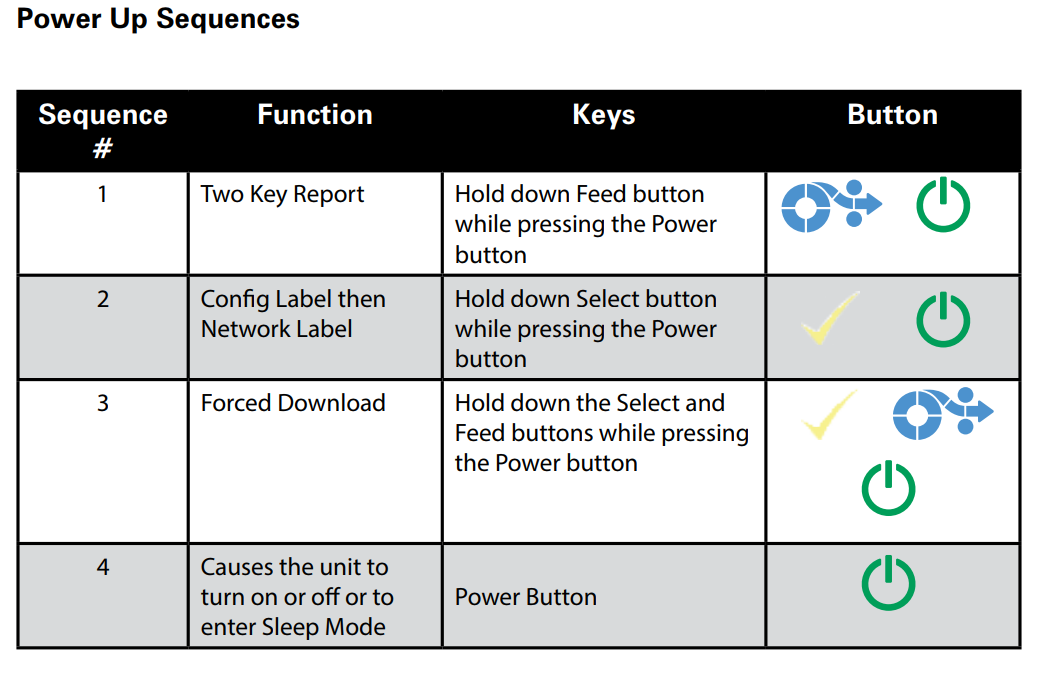 Power Up Sequences
Sequence
#
Function
Keys
Button
1
Two Key Report
Hold down Feed button
while pressing the Power
button
2
Config Label then
Network Label
Hold down Select button
while pressing the Power
button
3
Forced Download
Hold down the Select and
Feed buttons while pressing
the Power button
4
Causes the unit to
turn on or off or to
enter Sleep Mode
Power Button